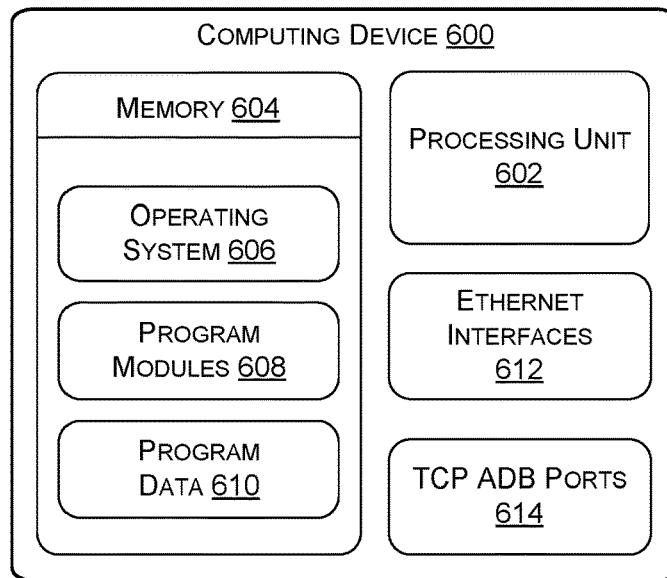 COMPUTING DEVICE 600
MEMORY 604
OPERATING
SYSTEM 606
PROGRAM
MODULES 608
PROGRAM
DATA 610
PROCESSING UNIT
602
ETHERNET
INTERFACES
612
TCP ADB PORTS
614